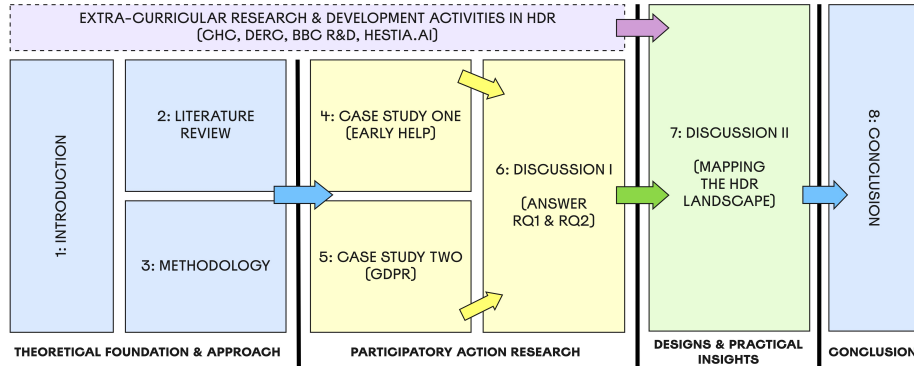 EXTRA-CURRICULAR RESEARCH & DEVELOPMENT ACTIVITIES IN HDR
(CHC, DERC, BBC R&D, HESTIA.AI)
1: INTRODUCTION
2: LITERATURE
REVIEW
3: METHODOLOGY
4: CASE STUDY ONE
(EARLY HELP)
5: CASE STUDY TWO
(GDPR)
6: DISCUSSION I
(ANSWER
RQ1 & RQ2)
7: DISCUSSION II
(MAPPING
THE HDR
LANDSCAPE)
8: CONCLUSION
THEORETICAL FOUNDATION & APPROACH
PARTICIPATORY ACTION RESEARCH
DESIGNS & PRACTICAL
INSIGHTS
CONCLUSION